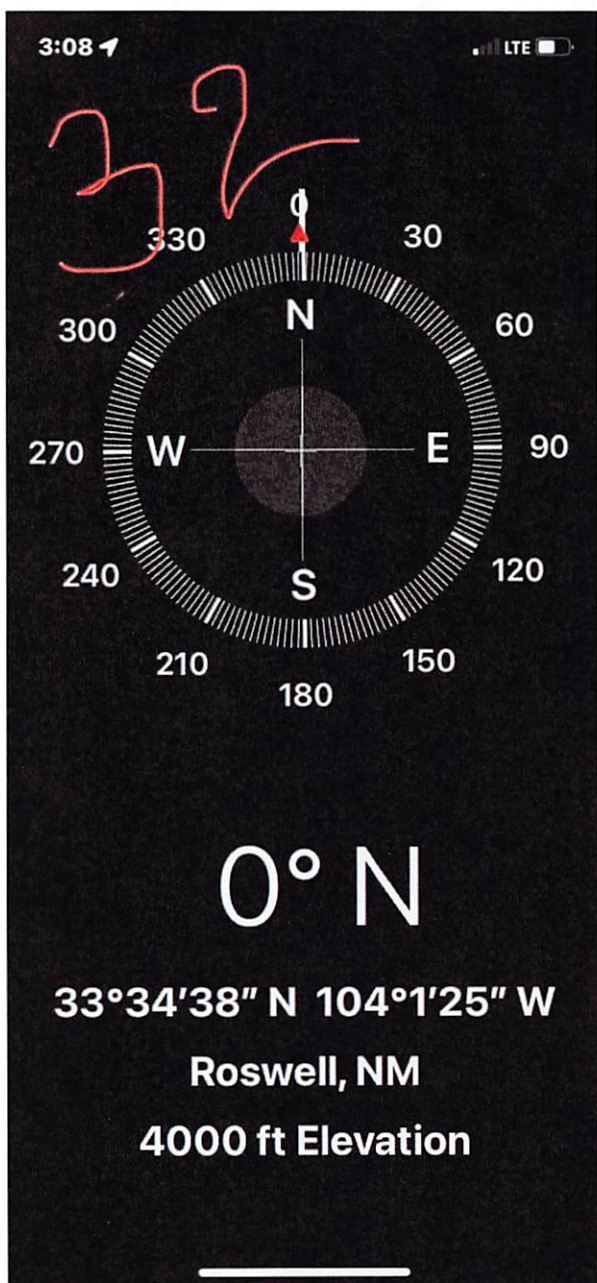 3:08 LTE
32
0
330 30
N
300 60
270 W E 90
240 120
S
210 150
180
0° N
33°34'38" N 104°1'25" W
Roswell, NM
4000 ft Elevation